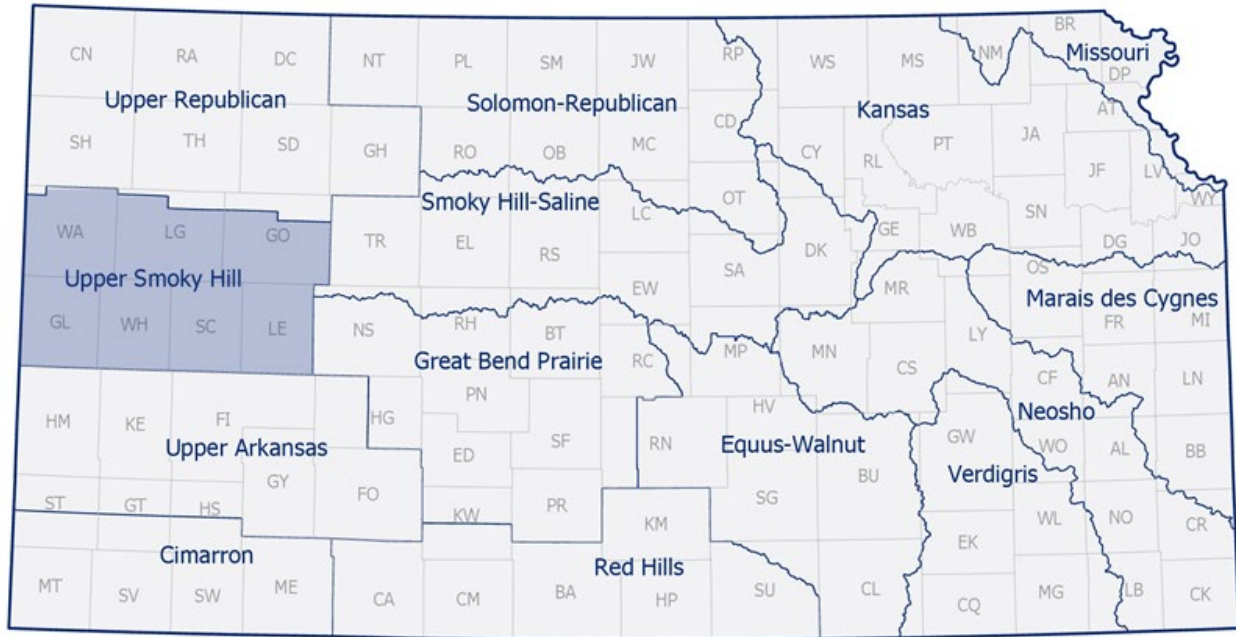 CN RA DC NT PL SM JW RP WS MS NM BR
Missouri
DP
Upper Republican Solomon-Republican Kansas
AT
SH TH SD GH RO OB MC CD CY RL PT JA JF LV
WY
Smoky Hill-Saline
WA LG GO TR EL RS LC OT DK GE WB SN DG JO
Upper Smoky Hill
SA
OS
EW MR
Marais des Cygnes
GL WH SC LE NS RH BT
LY FR MI
Great Bend Prairie
RC MP MN CS
CF AN LN
HM KE FI HG PN HV
Neosho
Upper Arkansas
ED SF RN
Equus-Walnut
GW WO AL BB
Verdigris
GY FO SG BU
ST GT HS KW PR
KM WL NO CR
Cimarron
Red Hills
EK
MT SV SW ME CA CM BA HP SU CL CQ MG LB CK